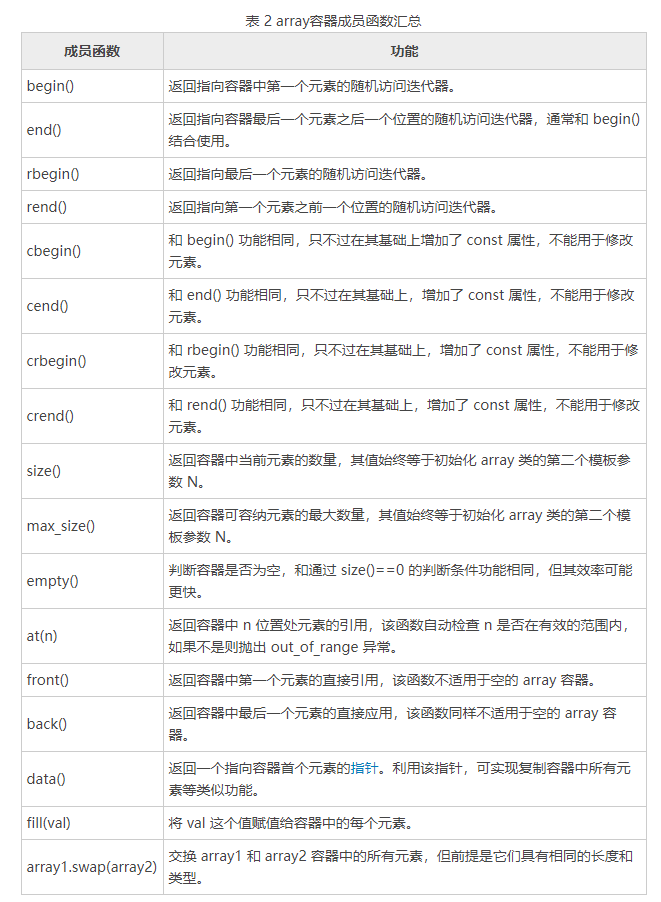 表 2 array容器成员函数汇总
成员函数 功能
begin() 返回指向容器中第一个元素的随机访问迭代器。
end() 返回指向容器最后一个元素之后一个位置的随机访问迭代器，通常和 begin()
结合使用。
rbegin() 返回指向最后一个元素的随机访问迭代器。
rend() 返回指向第一个元素之前一个位置的随机访问迭代器。
cbegin() 和 begin() 功能相同，只不过在其基础上增加了 const 属性，不能用于修改
元素。
cend() 和 end() 功能相同，只不过在其基础上，增加了 const 属性，不能用于修改
元素。
crbegin() 和 rbegin() 功能相同，只不过在其基础上，增加了 const 属性，不能用于修
改元素。
crend() 和 rend() 功能相同，只不过在其基础上，增加了 const 属性，不能用于修改
元素。
size() 返回容器中当前元素的数量，其值始终等于初始化 array 类的第二个模板参
数 N。
max_size() 返回容器可容纳元素的最大数量，其值始终等于初始化 array 类的第二个模
板参数 N。
empty() 判断容器是否为空，和通过 size()==0 的判断条件功能相同，但其效率可能
更快。
at(n) 返回容器中 n 位置处元素的引用，该函数自动检查 n 是否在有效的范围内，
如果不是则抛出 out_of_range 异常。
front() 返回容器中第一个元素的直接引用，该函数不适用于空的 array 容器。
back() 返回容器中最后一个元素的直接应用，该函数同样不适用于空的 array 容
器。
data() 返回一个指向容器首个元素的指针。利用该指针，可实现复制容器中所有元
素等类似功能。
fill(val) 将 val 这个值赋值给容器中的每个元素。
array1.swap(array2) 交换 array1 和 array2 容器中的所有元素，但前提是它们具有相同的长度和
类型。